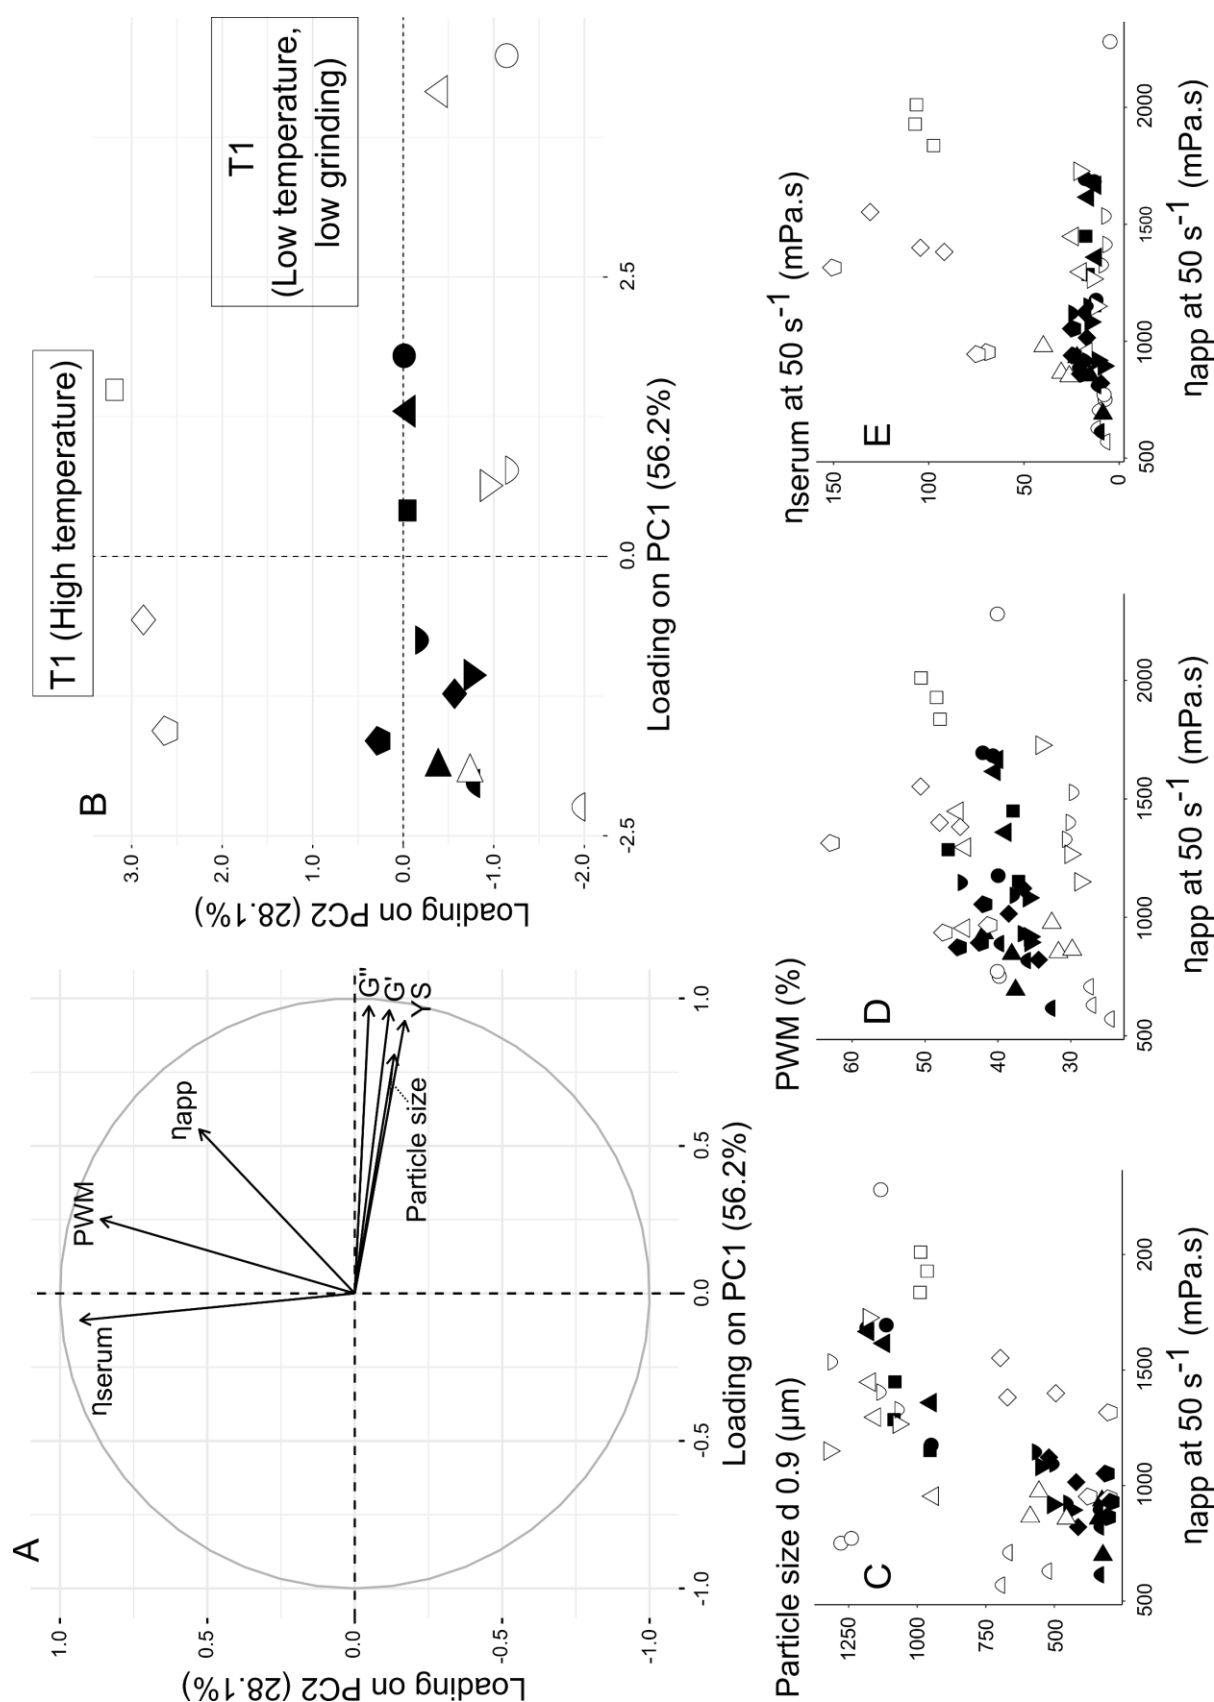 A
1.0
0.5
0.0
-0.5
-1.0
Loading on PC2 (28.1%)
ηserum
PWM
ηapp
G"
G'
YS
Particle size
-1.0
-0.5
0.0
0.5
1.0
Loading on PC1 (56.2%)
B
T1 (High temperature)
T1
(Low temperature,
low grinding)
3.0
2.0
1.0
0.0
-1.0
-2.0
Loading on PC2 (28.1%)
-2.5
0.0
2.5
Loading on PC1 (56.2%)
Particle size d 0.9 (µm)
C
1250
1000
750
500
500
1000
1500
200
ηapp at 50 s⁻¹ (mPa.s)
PWM (%)
D
60
50
40
30
500
1000
1500
2000
ηapp at 50 s⁻¹ (mPa.s)
ηserum at 50 s⁻¹ (mPa.s)
E
150
100
50
0
500
1000
1500
2000
ηapp at 50 s⁻¹ (mPa.s)